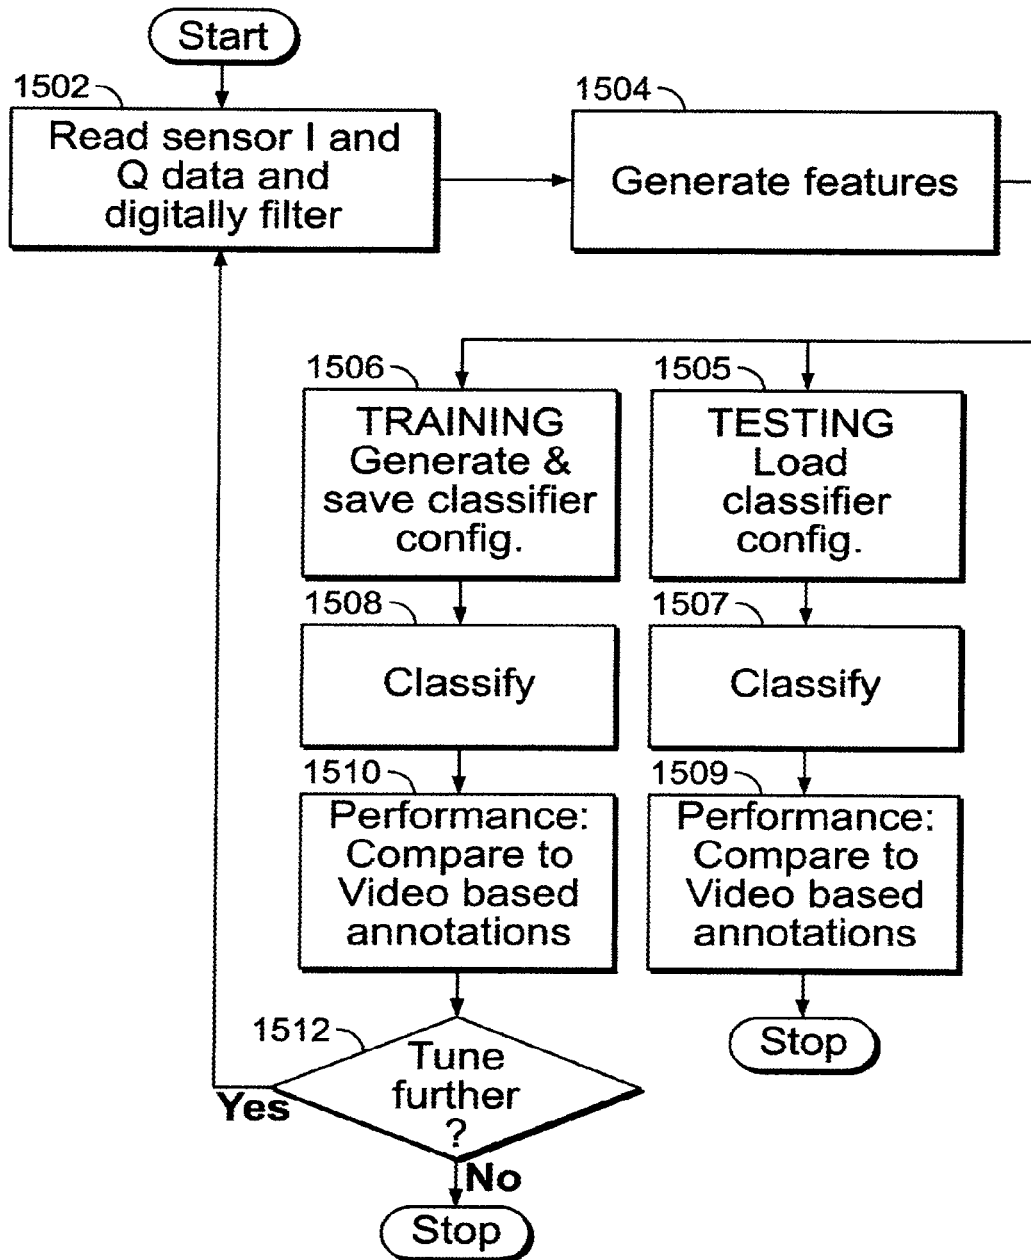 Start
1502
Read sensor I and
Q data and
digitally filter
1504
Generate features
1506
TRAINING
Generate &
save classifier
config.
1505
TESTING
Load
classifier
config.
1508
Classify
1507
Classify
1510
Performance:
Compare to
Video based
annotations
1509
Performance:
Compare to
Video based
annotations
1512
Tune
further
?
Yes
No
Stop
Stop